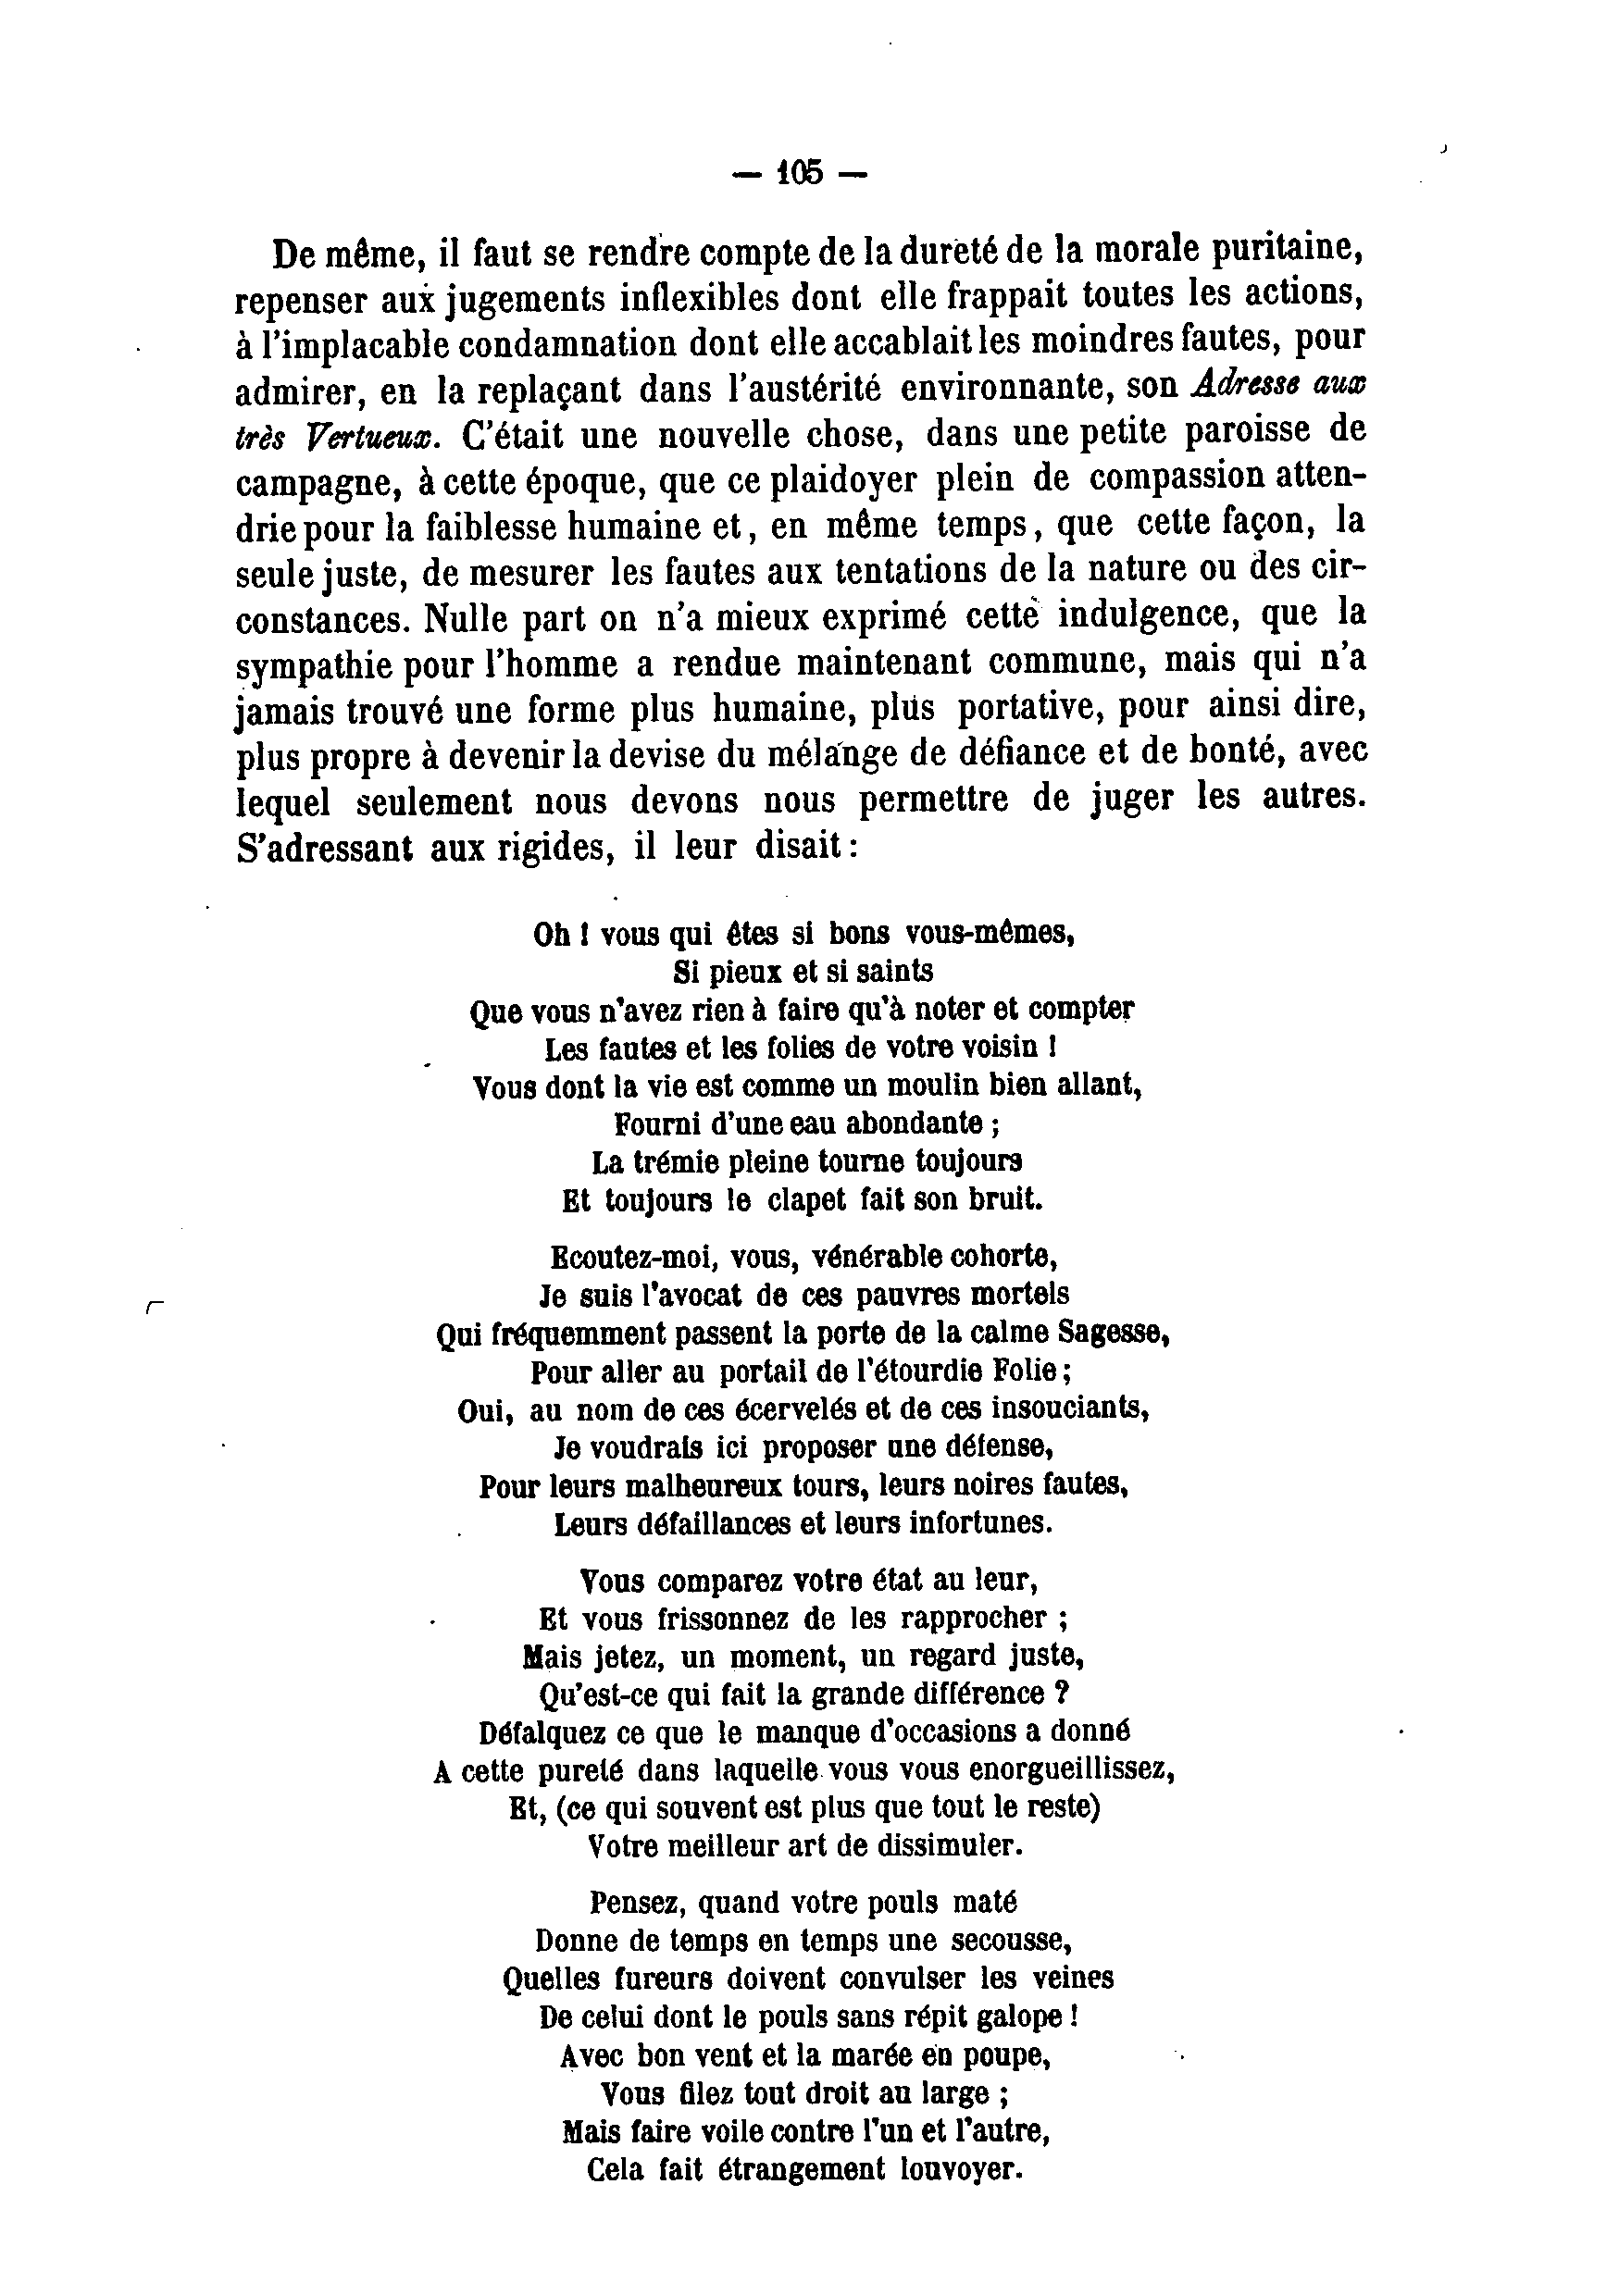 — 105 —
De même, il faut se rendre compte de la dureté de la morale puritaine,
repenser aux jugements inflexibles dont elle frappait toutes les actions,
à l'implacable condamnation dont elle accablait les moindres fautes, pour
admirer, en la replaçant dans l'austérité environnante, son Adresse aux
très Vertueux. C'était une nouvelle chose, dans une petite paroisse de
campagne, à cette époque, que ce plaidoyer plein de compassion atten-
drie pour la faiblesse humaine et, en même temps, que cette façon, la
seule juste, de mesurer les fautes aux tentations de la nature ou des cir-
constances. Nulle part on n'a mieux exprimé cette indulgence, que la
sympathie pour l'homme a rendue maintenant commune, mais qui n'a
jamais trouvé une forme plus humaine, plus portative, pour ainsi dire,
plus propre à devenir la devise du mélange de défiance et de bonté, avec
lequel seulement nous devons nous permettre de juger les autres.
S'adressant aux rigides, il leur disait :
Oh ! vous qui êtes si bons vous-mêmes,
Si pieux et si saints
Que vous n'avez rien à faire qu'à noter et compter
Les fautes et les folies de votre voisin !
Vous dont la vie est comme un moulin bien allant,
Fourni d'une eau abondante ;
La trémie pleine tourne toujours
Et toujours le clapet fait son bruit.
Ecoutez-moi, vous, vénérable cohorte,
Je suis l'avocat de ces pauvres mortels
Qui fréquemment passent la porte de la calme Sagesse,
Pour aller au portail de l'étourdie Folie ;
Oui, au nom de ces écervelés et de ces insouciants,
Je voudrais ici proposer une défense,
Pour leurs malheureux tours, leurs noires fautes,
Leurs défaillances et leurs infortunes.
Vous comparez votre état au leur,
Et vous frissonnez de les rapprocher ;
Mais jetez, un moment, un regard juste,
Qu'est-ce qui fait la grande différence ?
Défalquez ce que le manque d'occasions a donné
A cette pureté dans laquelle vous vous enorgueillissez,
Et, (ce qui souvent est plus que tout le reste)
Votre meilleur art de dissimuler.
Pensez, quand votre pouls maté
Donne de temps en temps une secousse,
Quelles fureurs doivent convulser les veines
De celui dont le pouls sans répit galope !
Avec bon vent et la marée en poupe,
Vous filez tout droit au large ;
Mais faire voile contre l'un et l'autre,
Cela fait étrangement louvoyer.